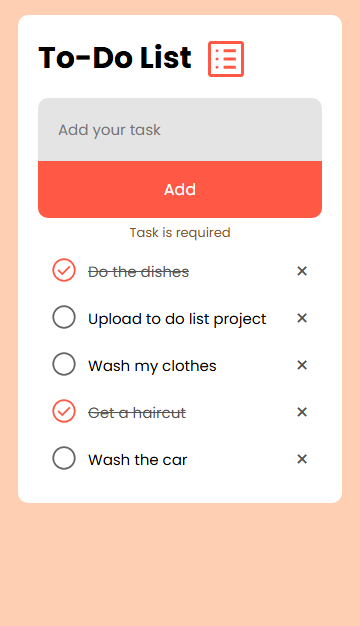 To-Do List
Add your task
Add
Task is required
Do the dishes
Upload to do list project
Wash my clothes
Get a haircut
Wash the car